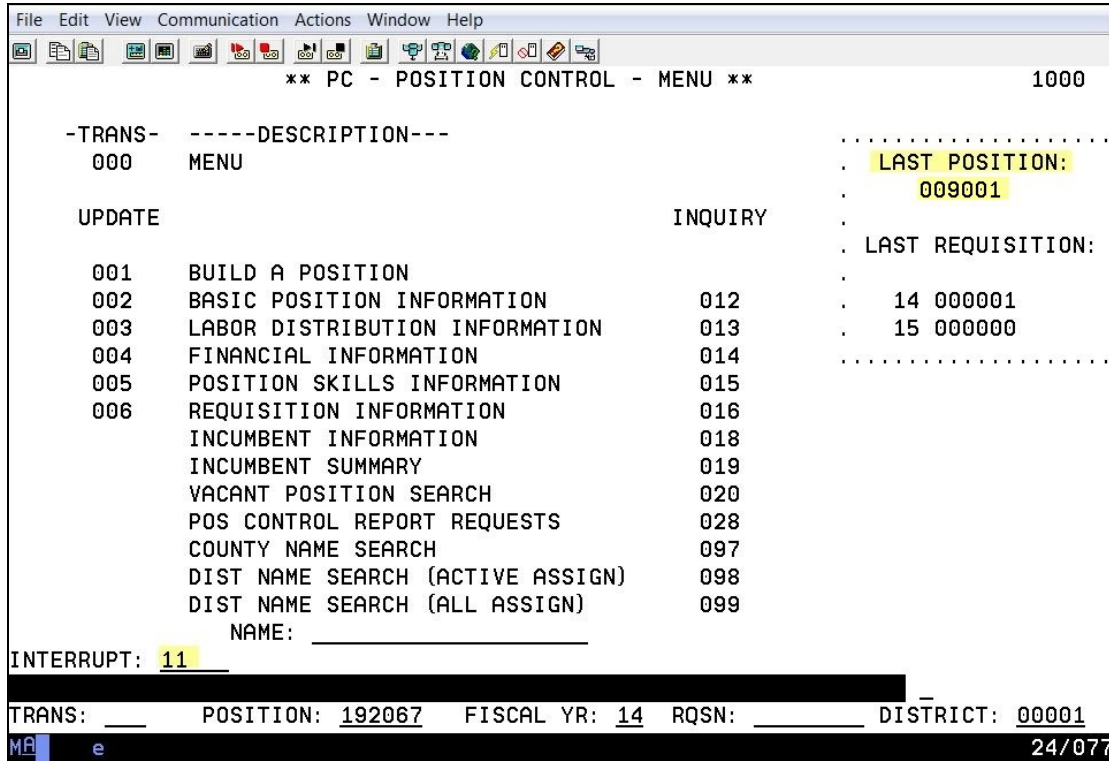 File Edit View Communication Actions Window Help
** PC - POSITION CONTROL - MENU ** 1000
-TRANS- -----DESCRIPTION--- ....................
000 MENU . LAST POSITION:
. 009001
UPDATE INQUIRY .
. LAST REQUISITION:
001 BUILD A POSITION .
002 BASIC POSITION INFORMATION 012 . 14 000001
003 LABOR DISTRIBUTION INFORMATION 013 . 15 000000
004 FINANCIAL INFORMATION 014 ....................
005 POSITION SKILLS INFORMATION 015
006 REQUISITION INFORMATION 016
INCUMBENT INFORMATION 018
INCUMBENT SUMMARY 019
VACANT POSITION SEARCH 020
POS CONTROL REPORT REQUESTS 028
COUNTY NAME SEARCH 097
DIST NAME SEARCH (ACTIVE ASSIGN) 098
DIST NAME SEARCH (ALL ASSIGN) 099
NAME: ____________________
INTERRUPT: 11
TRANS: ___ POSITION: 192067 FISCAL YR: 14 RQSN: ________ DISTRICT: 00001
MA e 24/077